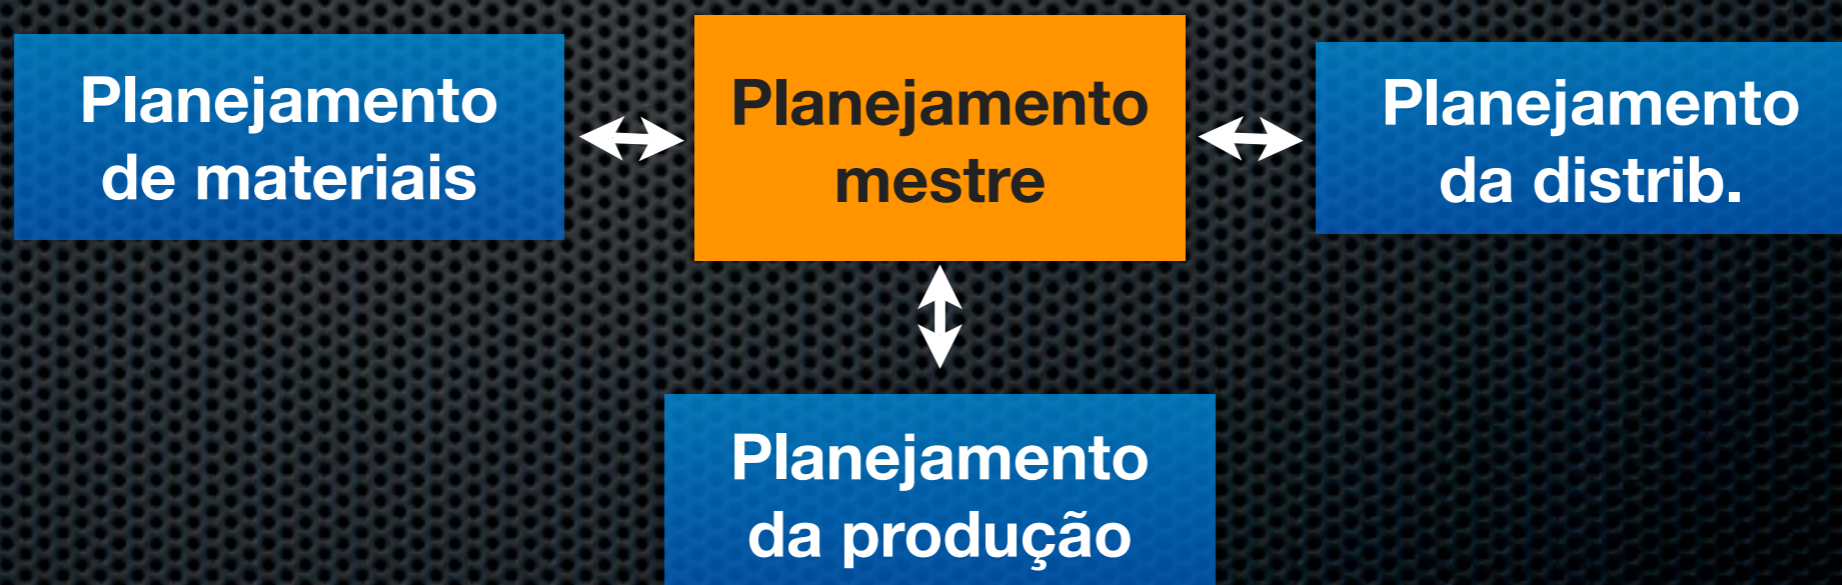 Planejamento
de materiais
Planejamento
mestre
Planejamento
da distrib.
Planejamento
da produção